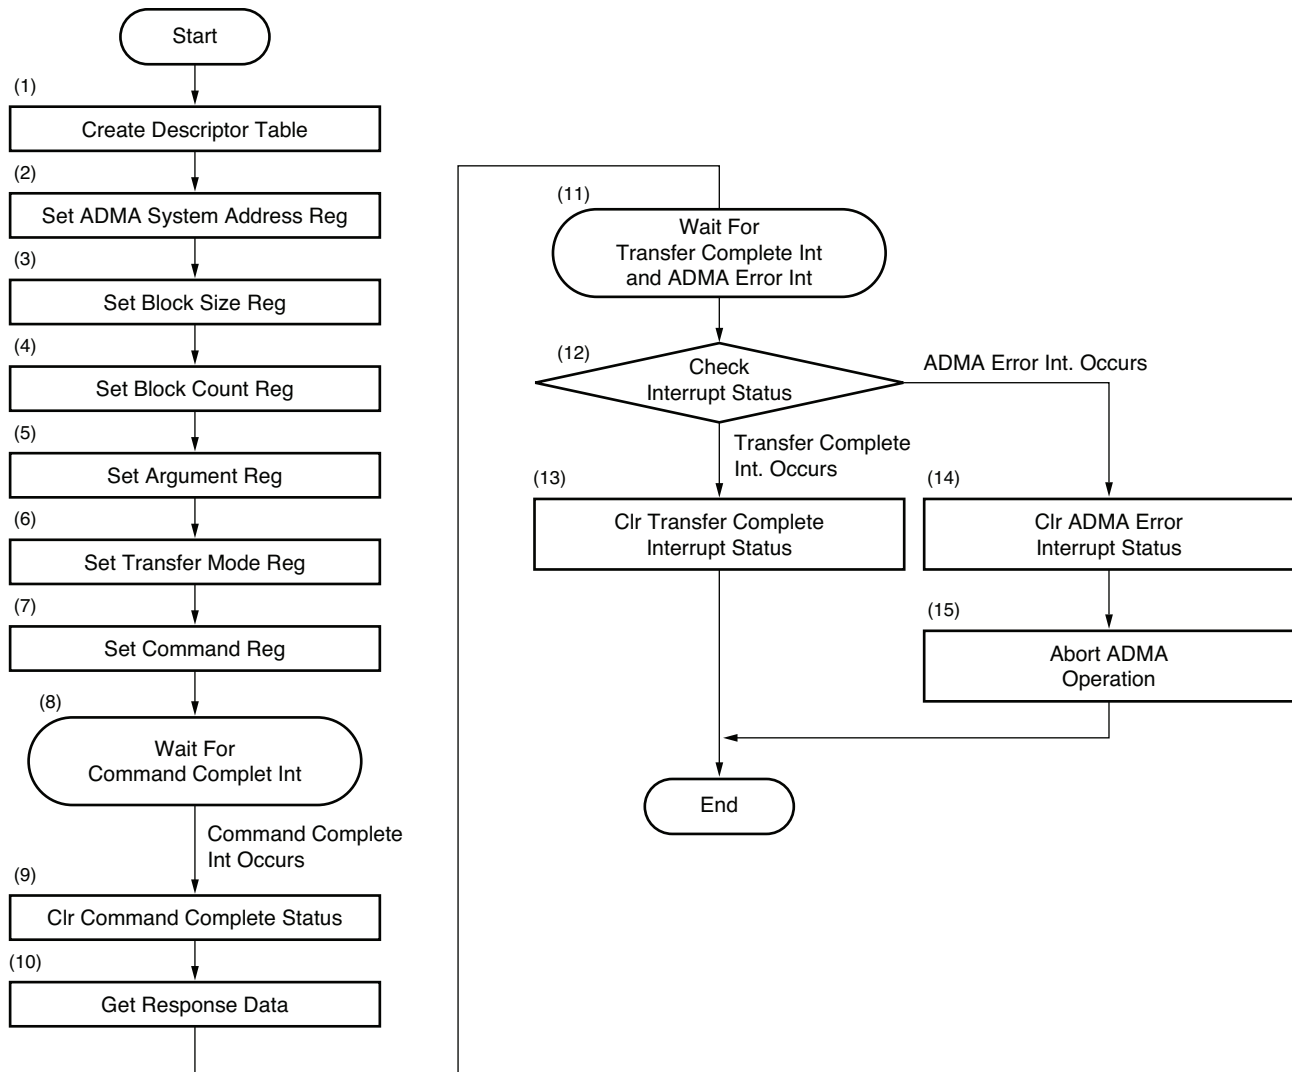 Start
(1)
Create Descriptor Table
(2)
Set ADMA System Address Reg
(3)
Set Block Size Reg
(4)
Set Block Count Reg
(5)
Set Argument Reg
(6)
Set Transfer Mode Reg
(7)
Set Command Reg
(8)
Wait For
Command Complet Int
Command Complete
Int Occurs
(9)
Clr Command Complete Status
(10)
Get Response Data
(11)
Wait For
Transfer Complete Int
and ADMA Error Int
(12)
Check
Interrupt Status
ADMA Error Int. Occurs
Transfer Complete
Int. Occurs
(13)
Clr Transfer Complete
Interrupt Status
(14)
Clr ADMA Error
Interrupt Status
(15)
Abort ADMA
Operation
End